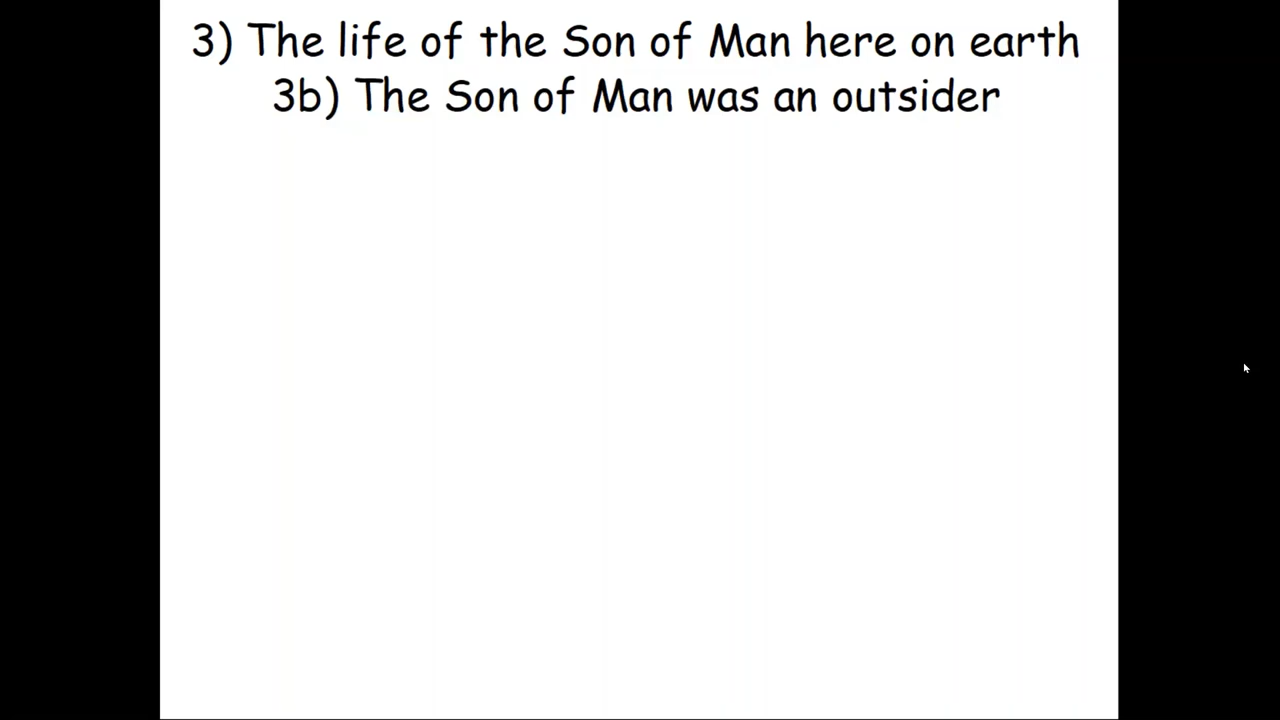 3) The life of the Son of Man here on earth
3b) The Son of Man was an outsider